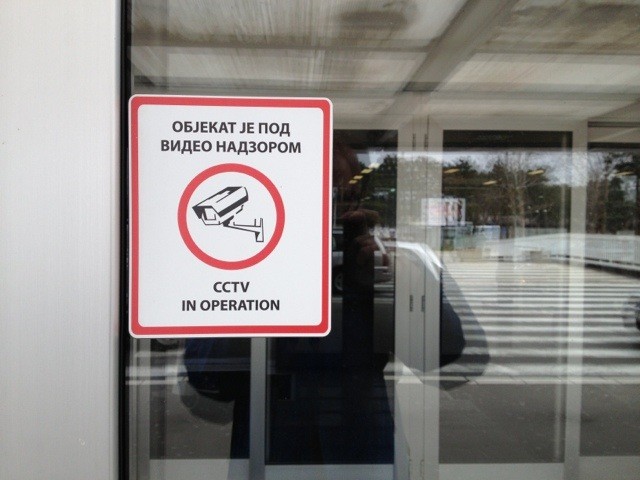 ОБЈЕКАТ ЈЕ ПОД
ВИДЕО НАДЗОРОМ
CCTV
IN OPERATION